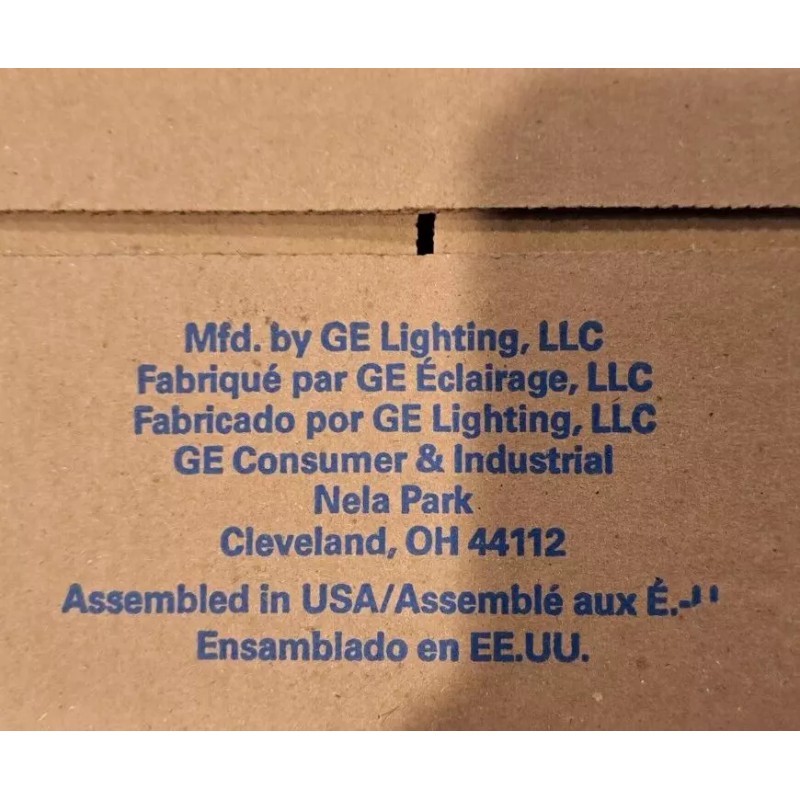 Mfd. by GE Lighting, LLC
Fabriqué par GE Éclairage, LLC
Fabricado por GE Lighting, LLC
GE Consumer & Industrial
Nela Park
Cleveland, OH 44112
Assembled in USA/Assemblé aux
Ensamblado en EE.UU.